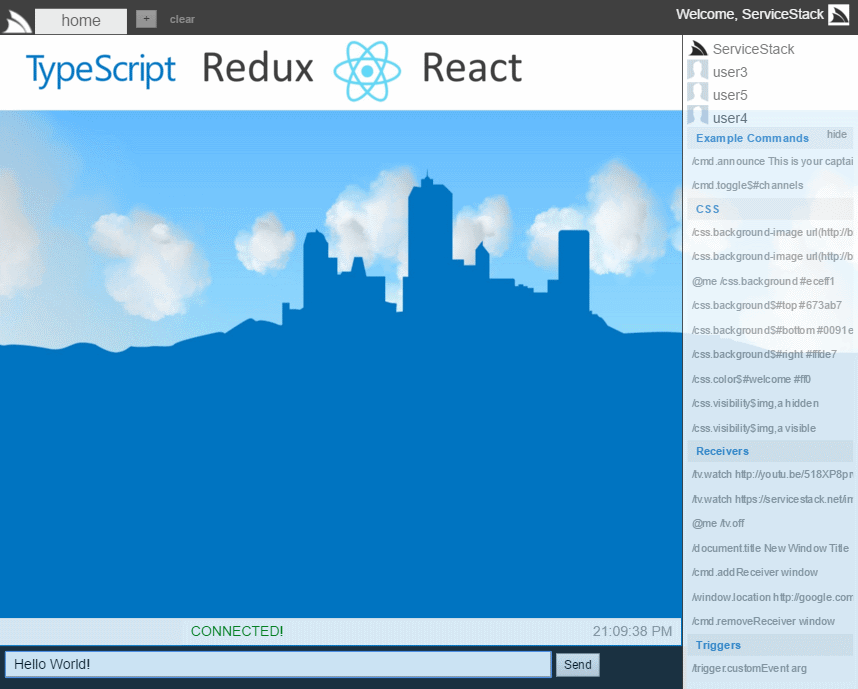 home + clear
Welcome, ServiceStack
TypeScript Redux React
ServiceStack
user3
user5
user4
Example Commands hide
/cmd.announce This is your captai
/cmd.toggle$#channels
CSS
/css.background-image url(http://b
/css.background-image url(http://b
@me /css.background #eceff1
/css.background$#top #673ab7
/css.background$#bottom #0091e
/css.background$#right #fffde7
/css.color$#welcome #ff0
/css.visibility$img,a hidden
/css.visibility$img,a visible
Receivers
/tv.watch http://youtu.be/518XP8pr
/tv.watch https://servicestack.net/im
@me /tv.off
/document.title New Window Title
/cmd.addReceiver window
/window.location http://google.com
/cmd.removeReceiver window
Triggers
/trigger.customEvent arg
CONNECTED! 21:09:38 PM
Hello World! Send